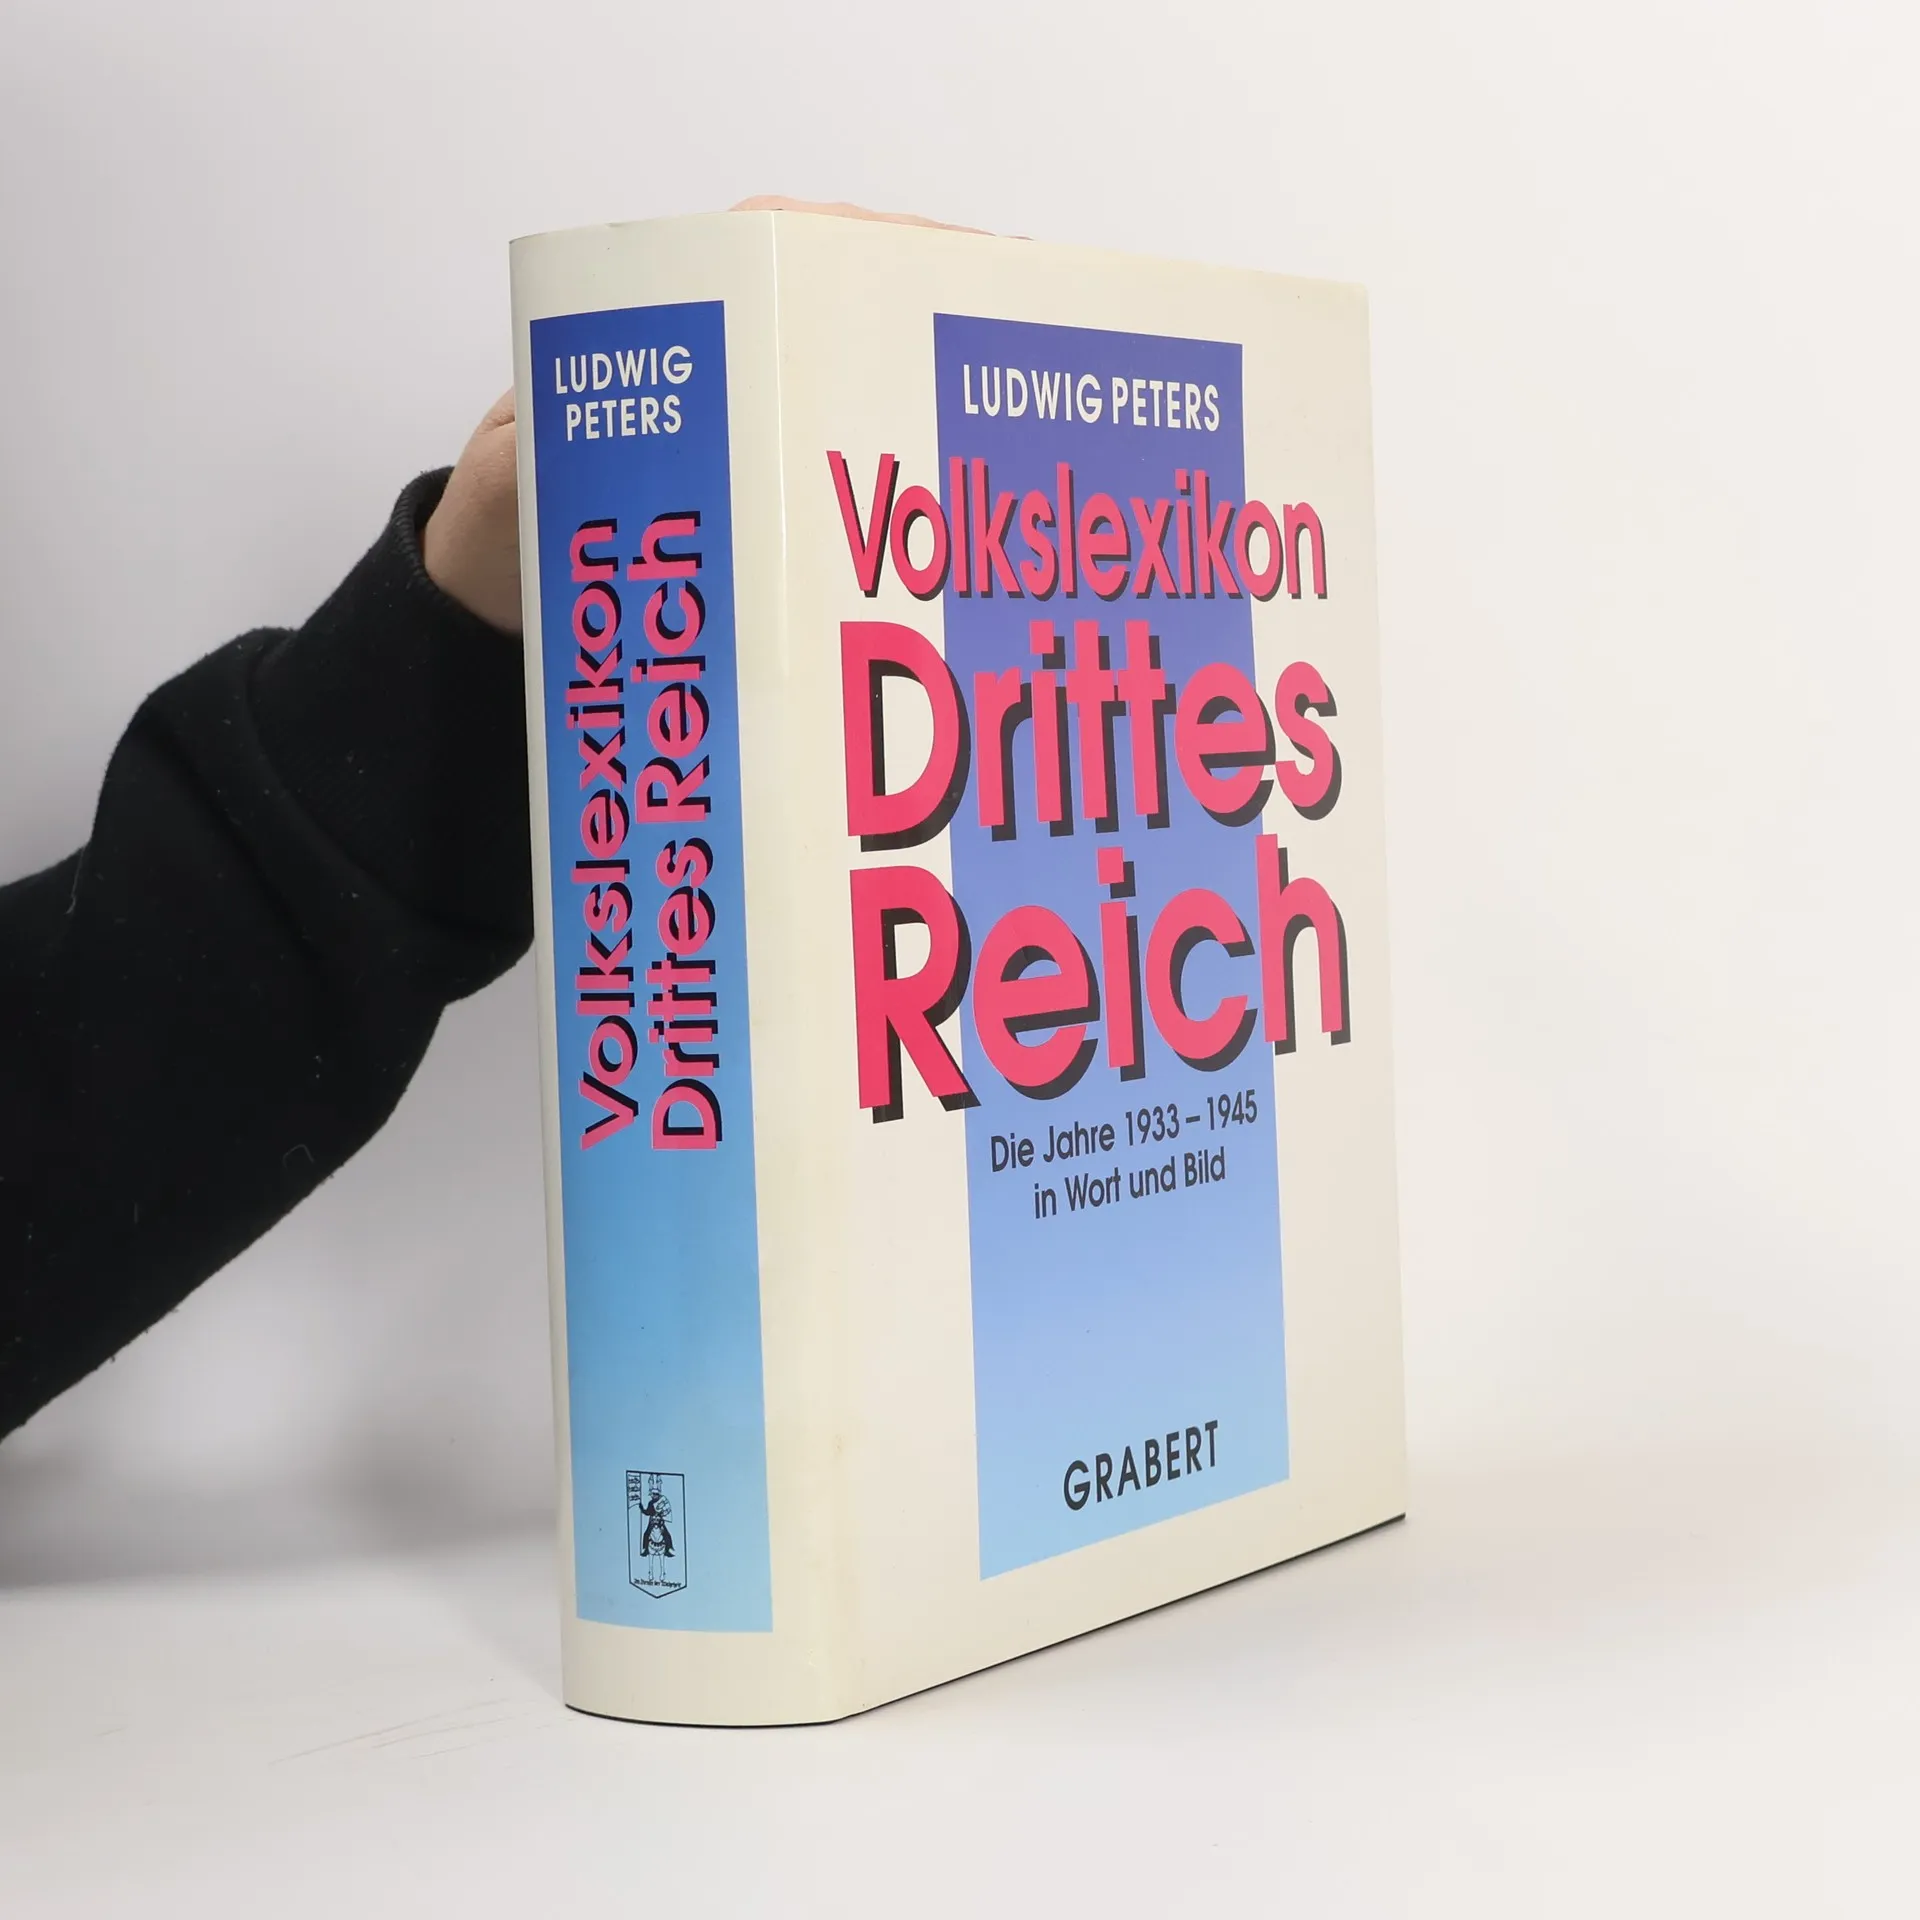 LUDWIG
PETERS
Volkslexikon
Drittes Reich
LUDWIG PETERS
Volkslexikon
Drittes
Reich
Die Jahre 1933–1945
in Wort und Bild
GRABERT